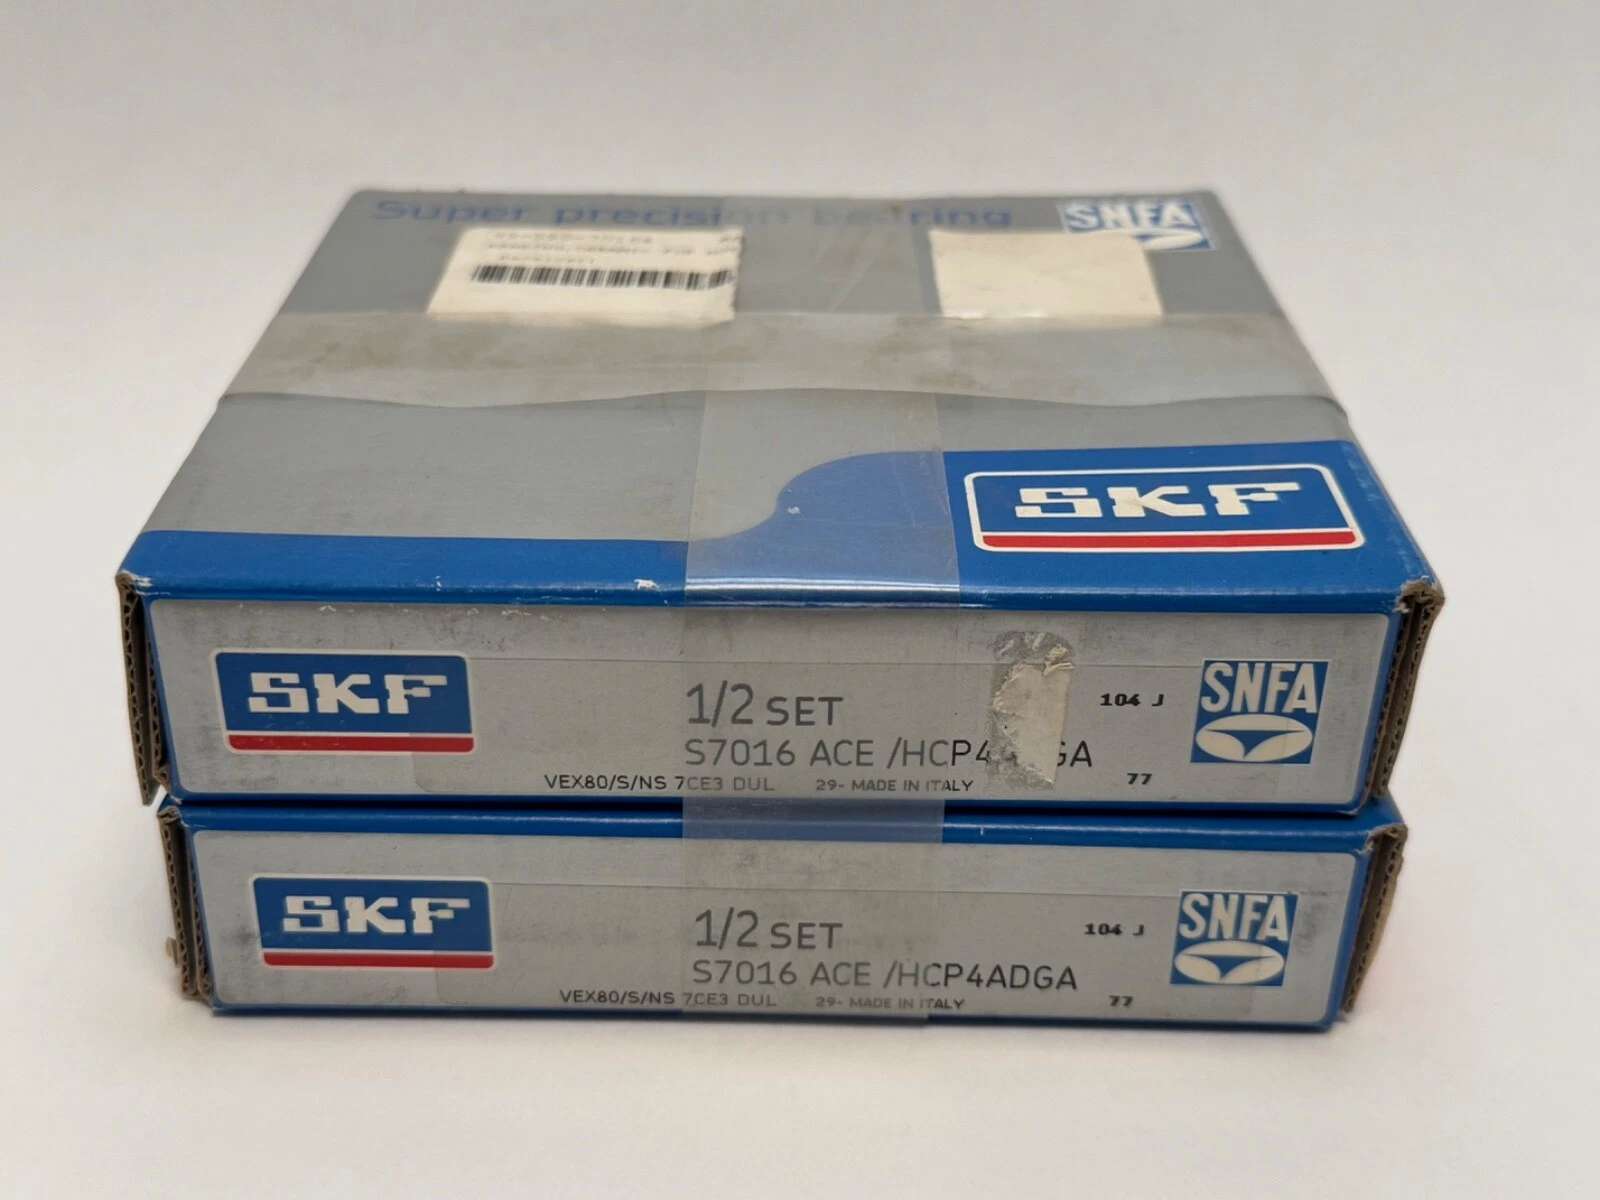 Super precision bearing
SNFA
SKF
SKF
1/2 SET
104 J
SNFA
S7016 ACE /HCP4 GA
VEX80/S/NS 7CE3 DUL 29- MADE IN ITALY 77
SKF
1/2 SET
104 J
SNFA
S7016 ACE /HCP4ADGA
VEX80/S/NS 7CE3 DUL 29- MADE IN ITALY 77